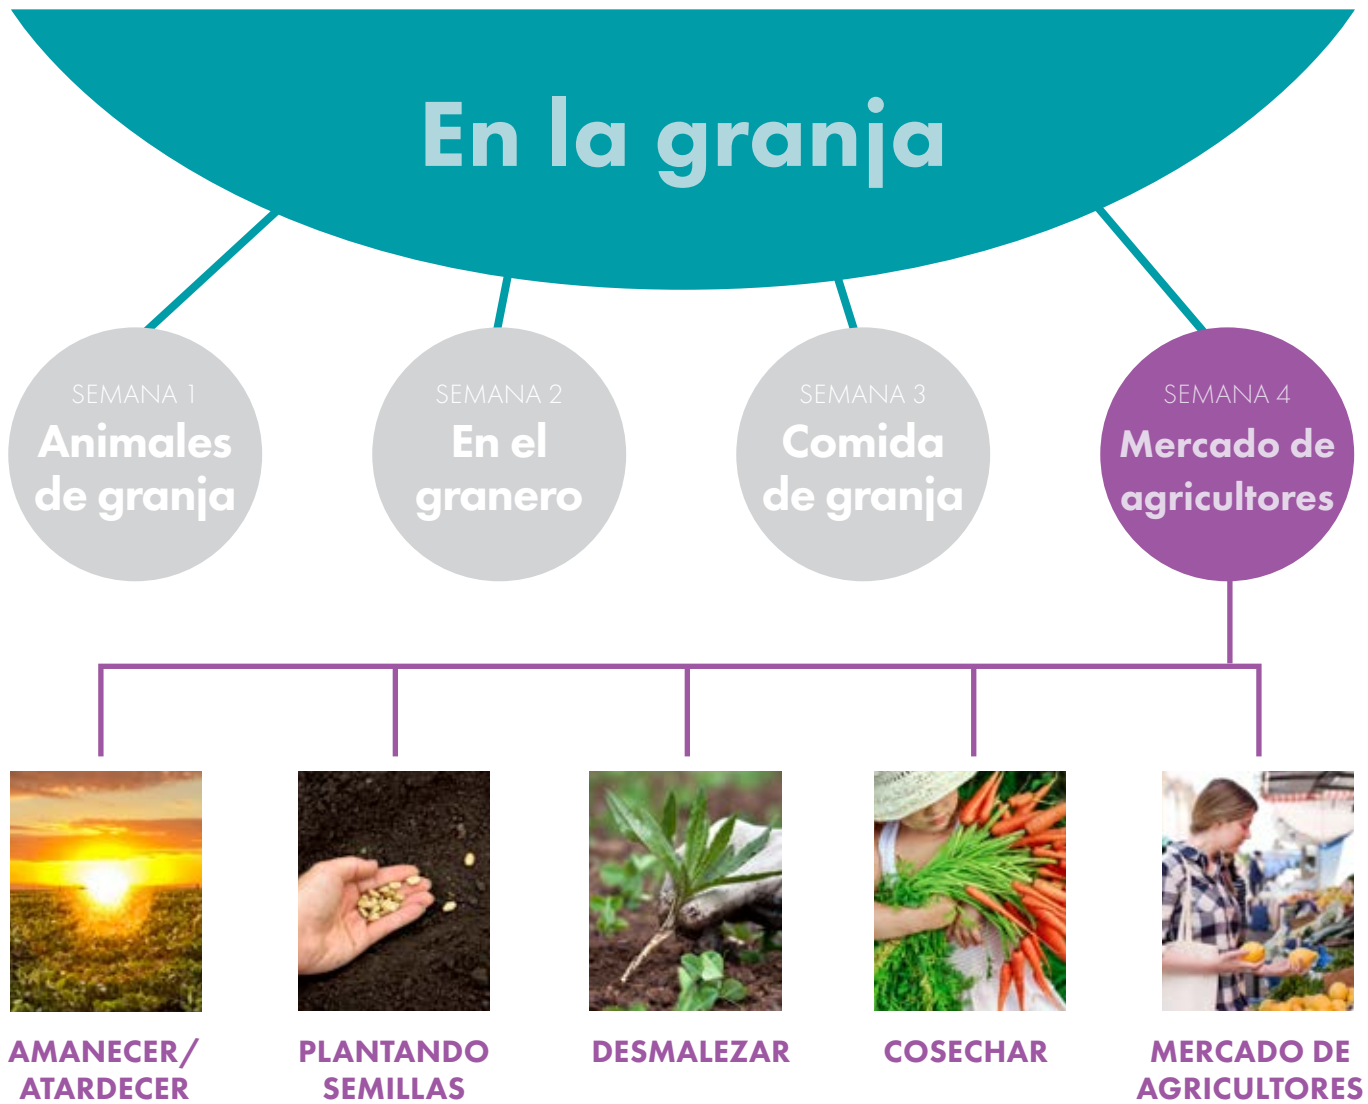 En la granja
SEMANA 1
Animales
de granja
SEMANA 2
En el
granero
SEMANA 3
Comida
de granja
SEMANA 4
Mercado de
agricultores
AMANECER/
ATARDECER
PLANTANDO
SEMILLAS
DESMALEZAR
COSECHAR
MERCADO DE
AGRICULTORES